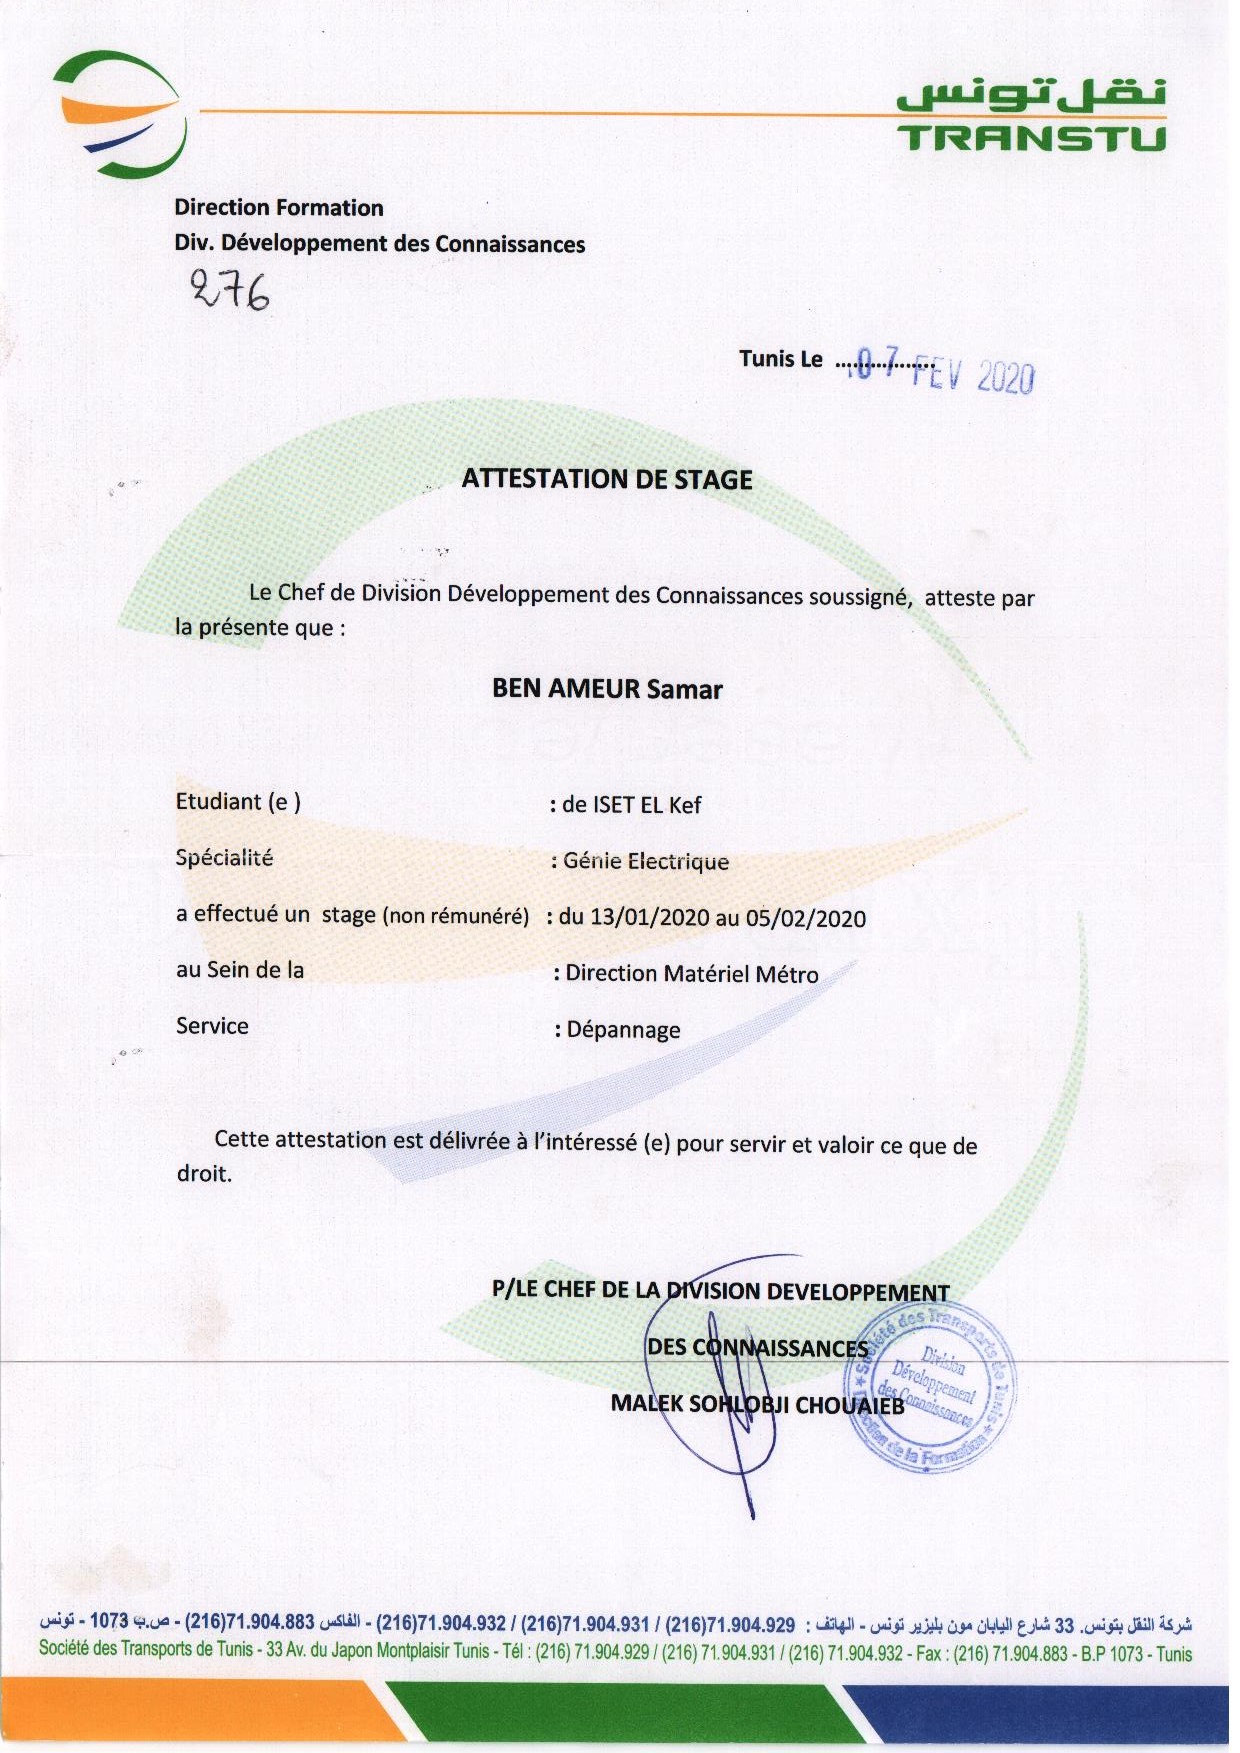 نقل تونس
TRANSTU
Direction Formation
Div. Développement des Connaissances
276
Tunis Le ................. 07 FEV 2020
ATTESTATION DE STAGE
Le Chef de Division Développement des Connaissances soussigné, atteste par
la présente que :
BEN AMEUR Samar
Etudiant (e ) : de ISET EL Kef
Spécialité : Génie Electrique
a effectué un stage (non rémunéré) : du 13/01/2020 au 05/02/2020
au Sein de la : Direction Matériel Métro
Service : Dépannage
Cette attestation est délivrée à l'intéressé (e) pour servir et valoir ce que de
droit.
P/LE CHEF DE LA DIVISION DEVELOPPEMENT
DES CONNAISSANCES
MALEK SOHLOBJI CHOUAIEB
Société des Transports de Tunis
Direction de la Formation
Division
Développement
des Connaissances
شركة النقل بتونس. 33 شارع اليابان مون بليزير تونس - الهاتف : 71.904.929(216) / 71.904.931(216) / 71.904.932(216) - الفاكس 71.904.883(216) - ص.ب 1073 - تونس
Société des Transports de Tunis - 33 Av. du Japon Montplaisir Tunis - Tél : (216) 71.904.929 / (216) 71.904.931 / (216) 71.904.932 - Fax : (216) 71.904.883 - B.P 1073 - Tunis